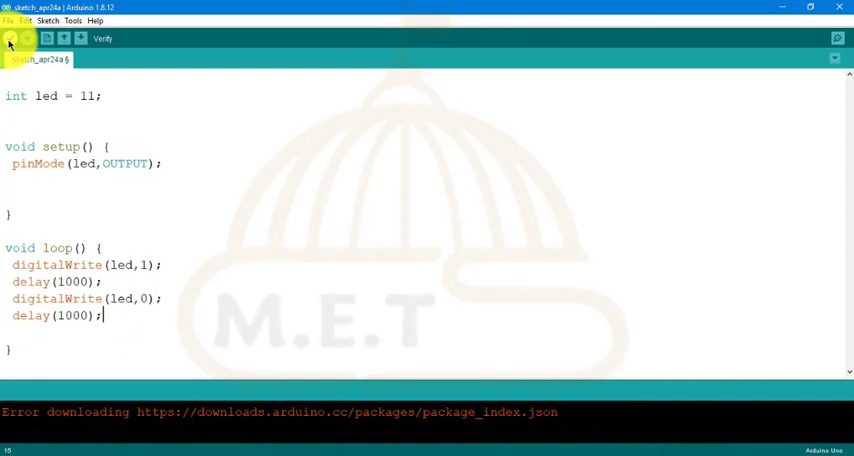 sketch_apr24a | Arduino 1.8.12
File Edit Sketch Tools Help
Verify
sketch_apr24a §
int led = 11;
void setup() {
pinMode(led,OUTPUT);
}
void loop() {
digitalWrite(led,1);
delay(1000);
digitalWrite(led,0);
delay(1000);
}
M.E.T
Error downloading https://downloads.arduino.cc/packages/package_index.json
15
Arduino Uno